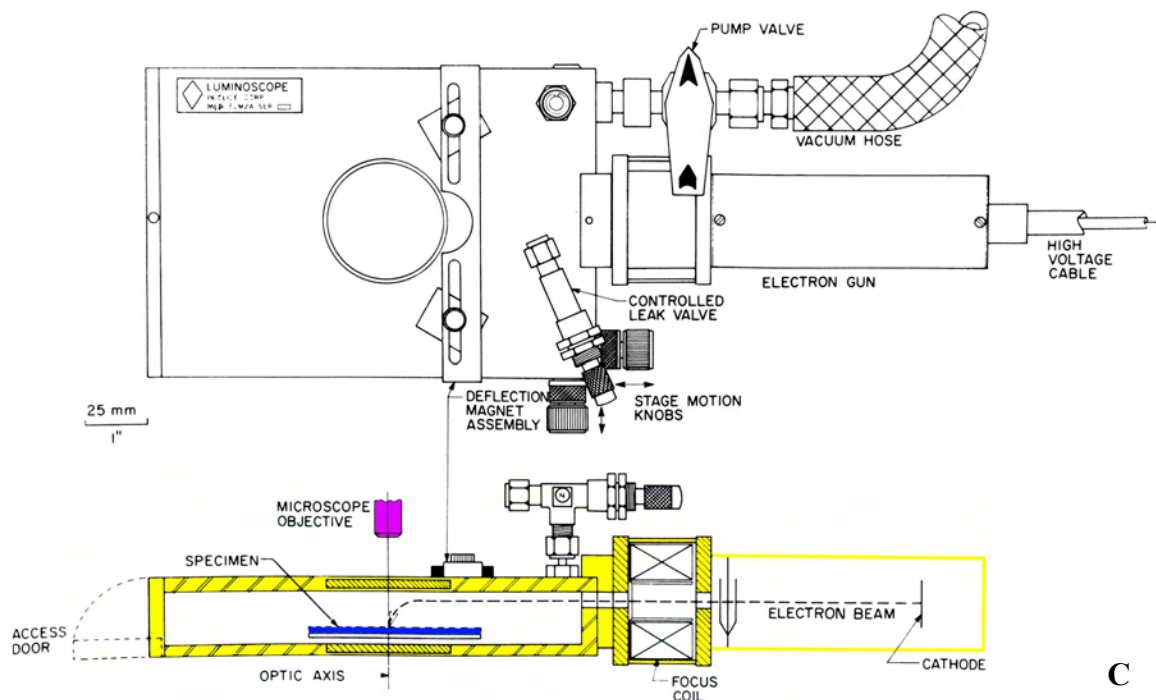 PUMP VALVE
LUMINOSCOPE
CORP.
VACUUM HOSE
HIGH
VOLTAGE
CABLE
ELECTRON GUN
CONTROLLED
LEAK VALVE
DEFLECTION
MAGNET
ASSEMBLY
STAGE MOTION
KNOBS
25 mm
1"
N
MICROSCOPE
OBJECTIVE
SPECIMEN
ELECTRON BEAM
ACCESS
DOOR
CATHODE
OPTIC AXIS
FOCUS
COIL
C